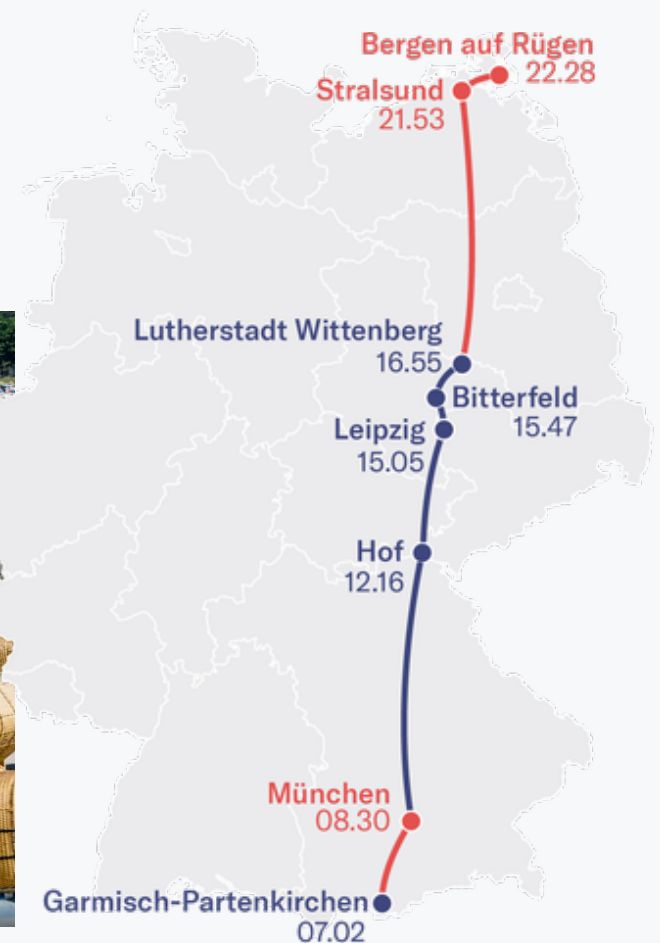 Bergen auf Rügen
22.28
Stralsund
21.53
Lutherstadt Wittenberg
16.55
Bitterfeld
15.47
Leipzig
15.05
Hof
12.16
München
08.30
Garmisch-Partenkirchen
07.02